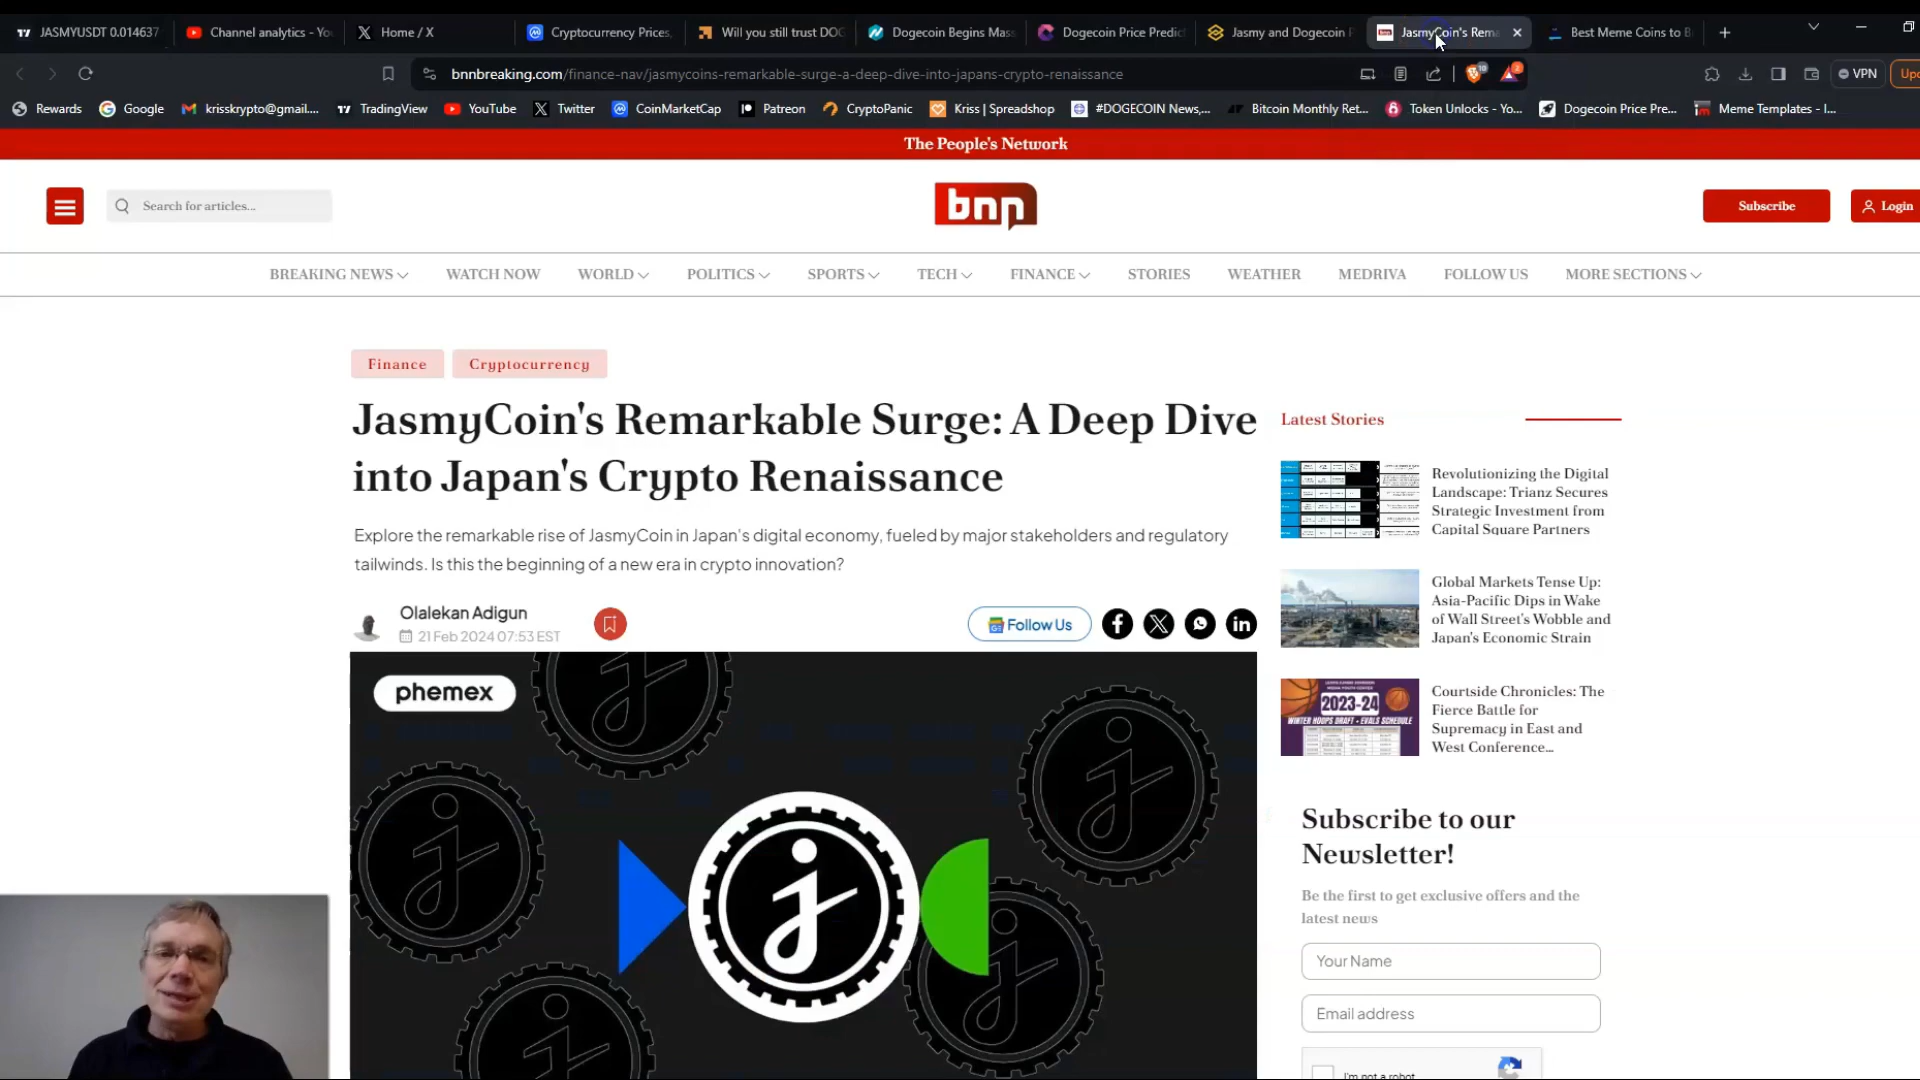 JASMYUSDT 0.014637
Channel analytics - Yo
Home / X
Cryptocurrency Prices,
Will you still trust DOG
Dogecoin Begins Mas
Dogecoin Price Predic
Jasmy and Dogecoin P
JasmyCoin's Rema
Best Meme Coins to B
bnnbreaking.com/finance-nav/jasmycoins-remarkable-surge-a-deep-dive-into-japans-crypto-renaissance
VPN
Upd
Rewards
Google
krisskrypto@gmail....
TradingView
YouTube
Twitter
CoinMarketCap
Patreon
CryptoPanic
Kriss | Spreadshop
#DOGECOIN News,...
Bitcoin Monthly Ret...
Token Unlocks - Yo...
Dogecoin Price Pre...
Meme Templates - I...
The People's Network
Search for articles...
bnn
Subscribe
Login
BREAKING NEWS
WATCH NOW
WORLD
POLITICS
SPORTS
TECH
FINANCE
STORIES
WEATHER
MEDRIVA
FOLLOW US
MORE SECTIONS
Finance
Cryptocurrency
JasmyCoin's Remarkable Surge: A Deep Dive
into Japan's Crypto Renaissance
Explore the remarkable rise of JasmyCoin in Japan's digital economy, fueled by major stakeholders and regulatory
tailwinds. Is this the beginning of a new era in crypto innovation?
Olalekan Adigun
21 Feb 2024 07:53 EST
Follow Us
phemex
Latest Stories
Revolutionizing the Digital
Landscape: Trianz Secures
Strategic Investment from
Capital Square Partners
Global Markets Tense Up:
Asia-Pacific Dips in Wake
of Wall Street's Wobble and
Japan's Economic Strain
2023-24
WINTER HOOPS DRAFT - EVALS SCHEDULE
Courtside Chronicles: The
Fierce Battle for
Supremacy in East and
West Conference...
Subscribe to our
Newsletter!
Be the first to get exclusive offers and the
latest news
Your Name
Email address
I'm not a robot